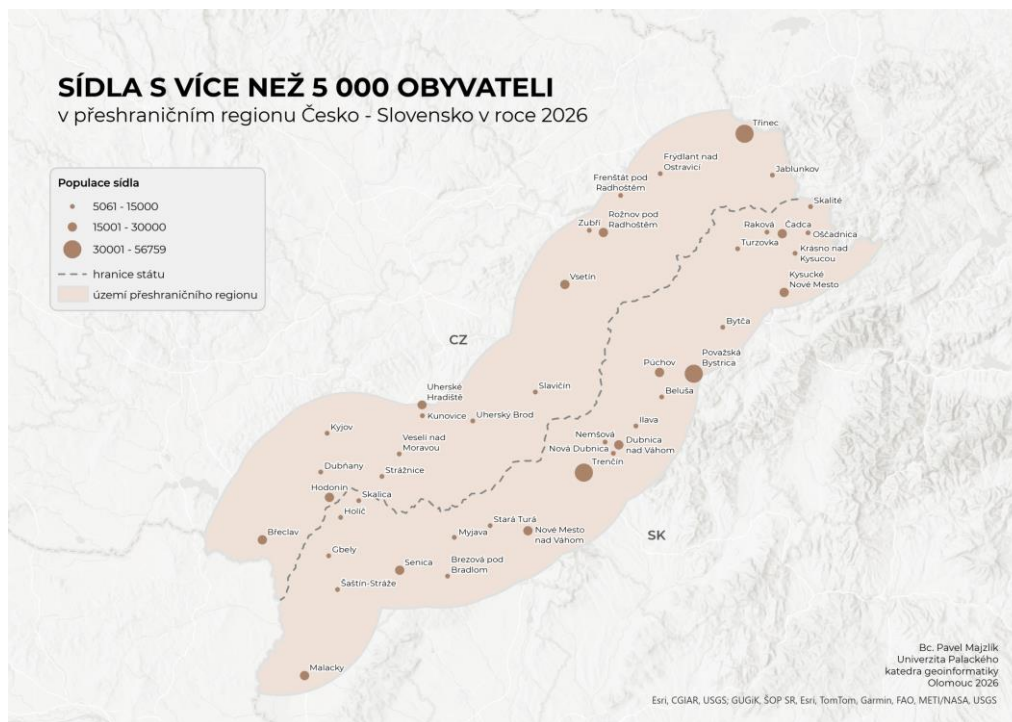 SÍDLA S VÍCE NEŽ 5 000 OBYVATELI
v přeshraničním regionu Česko - Slovensko v roce 2026
Populace sídla
5061 - 15000
15001 - 30000
30001 - 56759
hranice státu
území přeshraničního regionu
Třinec
Frýdlant nad
Ostravicí
Jablunkov
Frenštát pod
Radhoštěm
Skalité
Zubří
Rožnov pod
Radhoštěm
Raková
Čadca
Oščadnica
Turzovka
Krásno nad
Kysucou
Vsetín
Kysucké
Nové Mesto
Bytča
CZ
Považská
Bystrica
Púchov
Beluša
Uherské
Hradiště
Slavičín
Kunovice
Uherský Brod
Ilava
Kyjov
Veselí nad
Moravou
Nemšová
Dubnica
nad Váhom
Nová Dubnica
Trenčín
Dubňany
Strážnice
Hodonín
Skalica
Holíč
Stará Turá
Břeclav
Myjava
Nové Mesto
nad Váhom
SK
Gbely
Senica
Brezová pod
Bradlom
Šaštín-Stráže
Malacky
Bc. Pavel Majzlík
Univerzita Palackého
katedra geoinformatiky
Olomouc 2026
Esri, CGIAR, USGS; GUGiK, ŠOP SR, Esri, TomTom, Garmin, FAO, METI/NASA, USGS